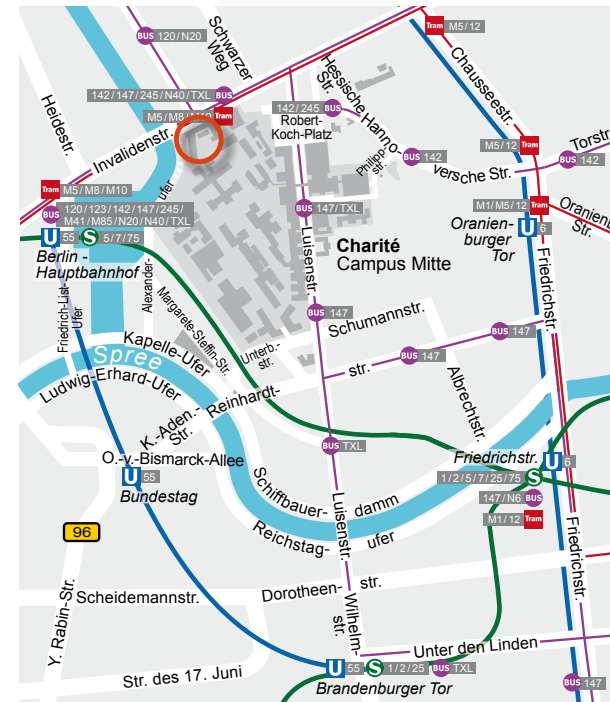 Tram M5/12
BUS 120/N20
Schwarzer
Weg
Hessische
Str.
Chausseestr.
142/147/245/N40/TXL BUS
142/245 BUS
M5/M8/M10 Tram
Robert-
Koch-Platz
Heidestr.
Invalidenstr.
Hanno-
versche Str.
Philipp-
str.
BUS 142
M5/12 Tram
Torstr
BUS 142
Tram M5/M8/M10
BUS 120/123/142/147/245/
M41/M85/N20/N40/TXL
U 55 S 5/7/75
Berlin -
Hauptbahnhof
ufer
Alexander-
BUS 147/TXL
Luisenstr.
Charité
Campus Mitte
M1/M5/12 Tram
Oranienb
Oranien-
burger
Tor
U 6
Friedrichstr.
Friedrich-List-
Ufer
Margarete-Steffin-Str.
BUS 147
Schumannstr.
BUS 147
BUS 147
Unterb.-
str.
Kapelle-Ufer
Spree
Ludwig-Erhard-Ufer
K.-Aden.-
Str.
Reinhardt-
str.
Albrechtstr.
O.-v.-Bismarck-Allee
U 55
Bundestag
BUS TXL
Friedrichstr.
U 6
1/2/5/7/25/75 S
147/N6 BUS
M1/12 Tram
Schiffbauer-
damm
Reichstag-
ufer
Luisenstr.
Friedrichstr.
96
Scheidemannstr.
Dorotheen-
str.
Wilhelm-
str.
Y. Rabin-Str.
Unter den Linden
Str. des 17. Juni
U 55 S 1/2/25 BUS TXL
Brandenburger Tor
BUS 147